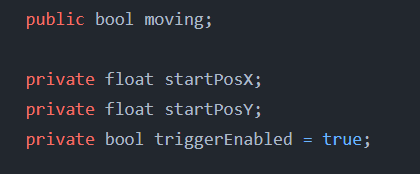 public bool moving;
private float startPosX;
private float startPosY;
private bool triggerEnabled = true;